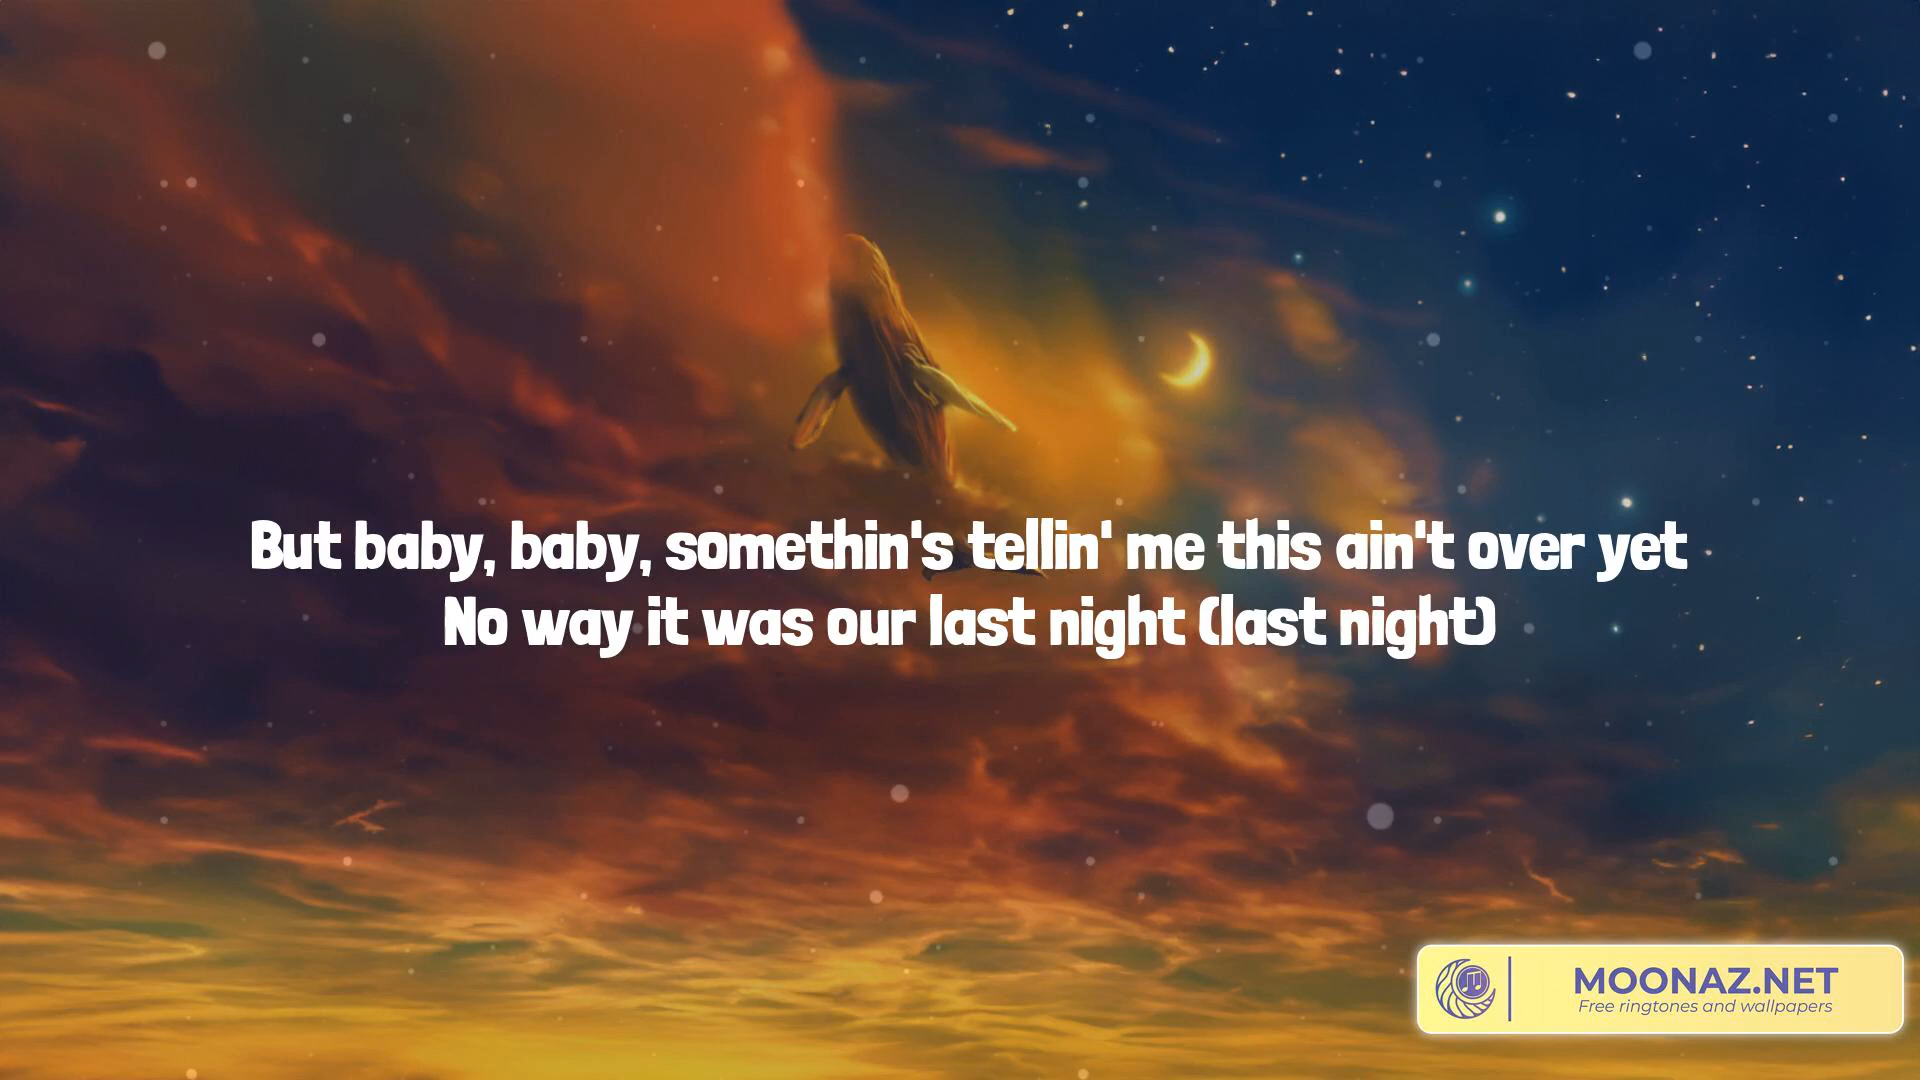 But baby, baby, somethin's tellin' me this ain't over yet
No way it was our last night (last night)
MOONAZ.NET
Free ringtones and wallpapers